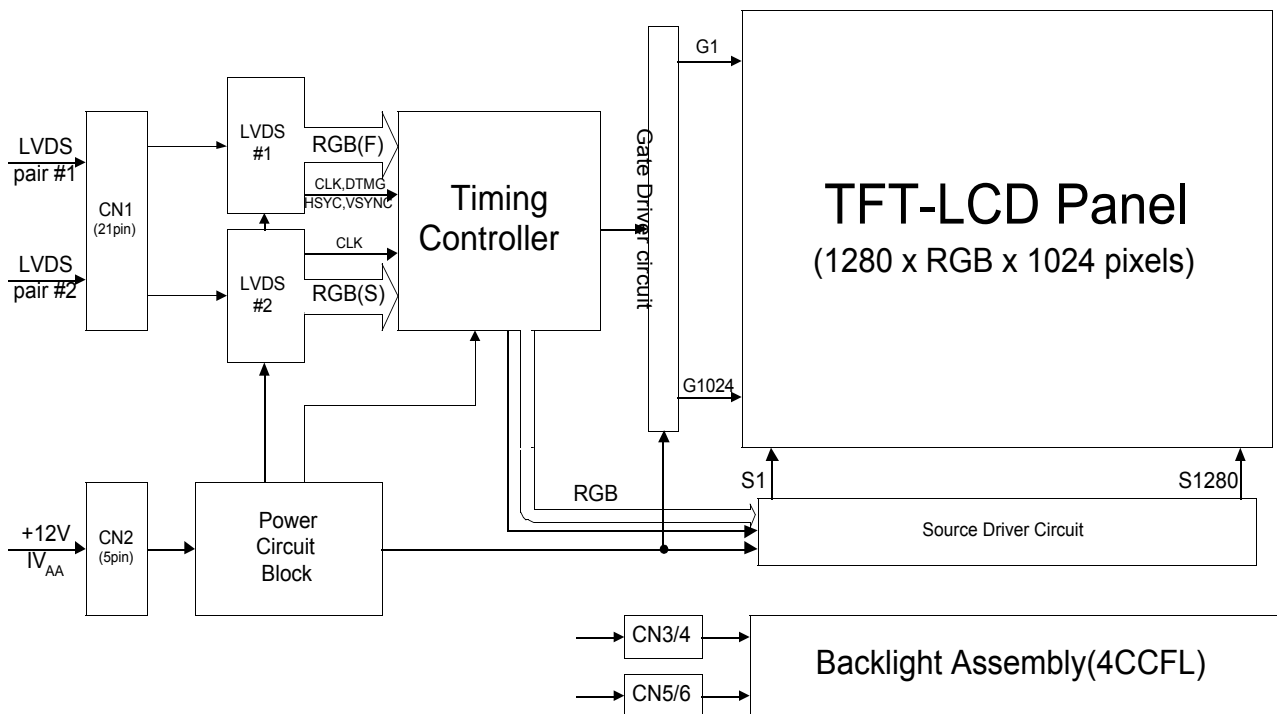 LVDS
pair #1
LVDS
pair #2
CN1
(21pin)
LVDS
#1
LVDS
#2
RGB(F)
CLK,DTMG
HSYC,VSYNC
CLK
RGB(S)
Timing
Controller
Gate Driver circuit
G1
G1024
TFT-LCD Panel
(1280 x RGB x 1024 pixels)
S1
S1280
RGB
Source Driver Circuit
+12V
IVAA
CN2
(5pin)
Power
Circuit
Block
CN3/4
CN5/6
Backlight Assembly(4CCFL)